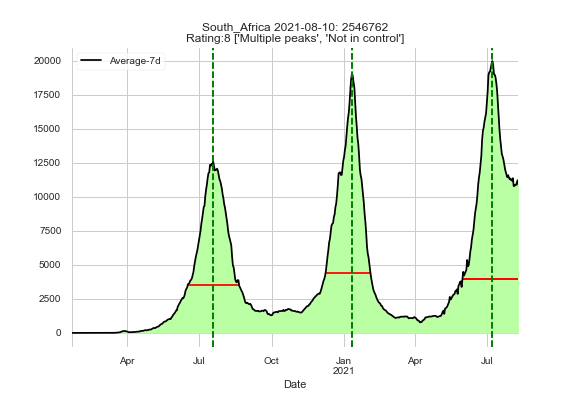 South_Africa 2021-08-10: 2546762
Rating:8 ['Multiple peaks', 'Not in control']
Average-7d
20000
17500
15000
12500
10000
7500
5000
2500
0
Apr Jul Oct Jan Apr Jul
2021
Date